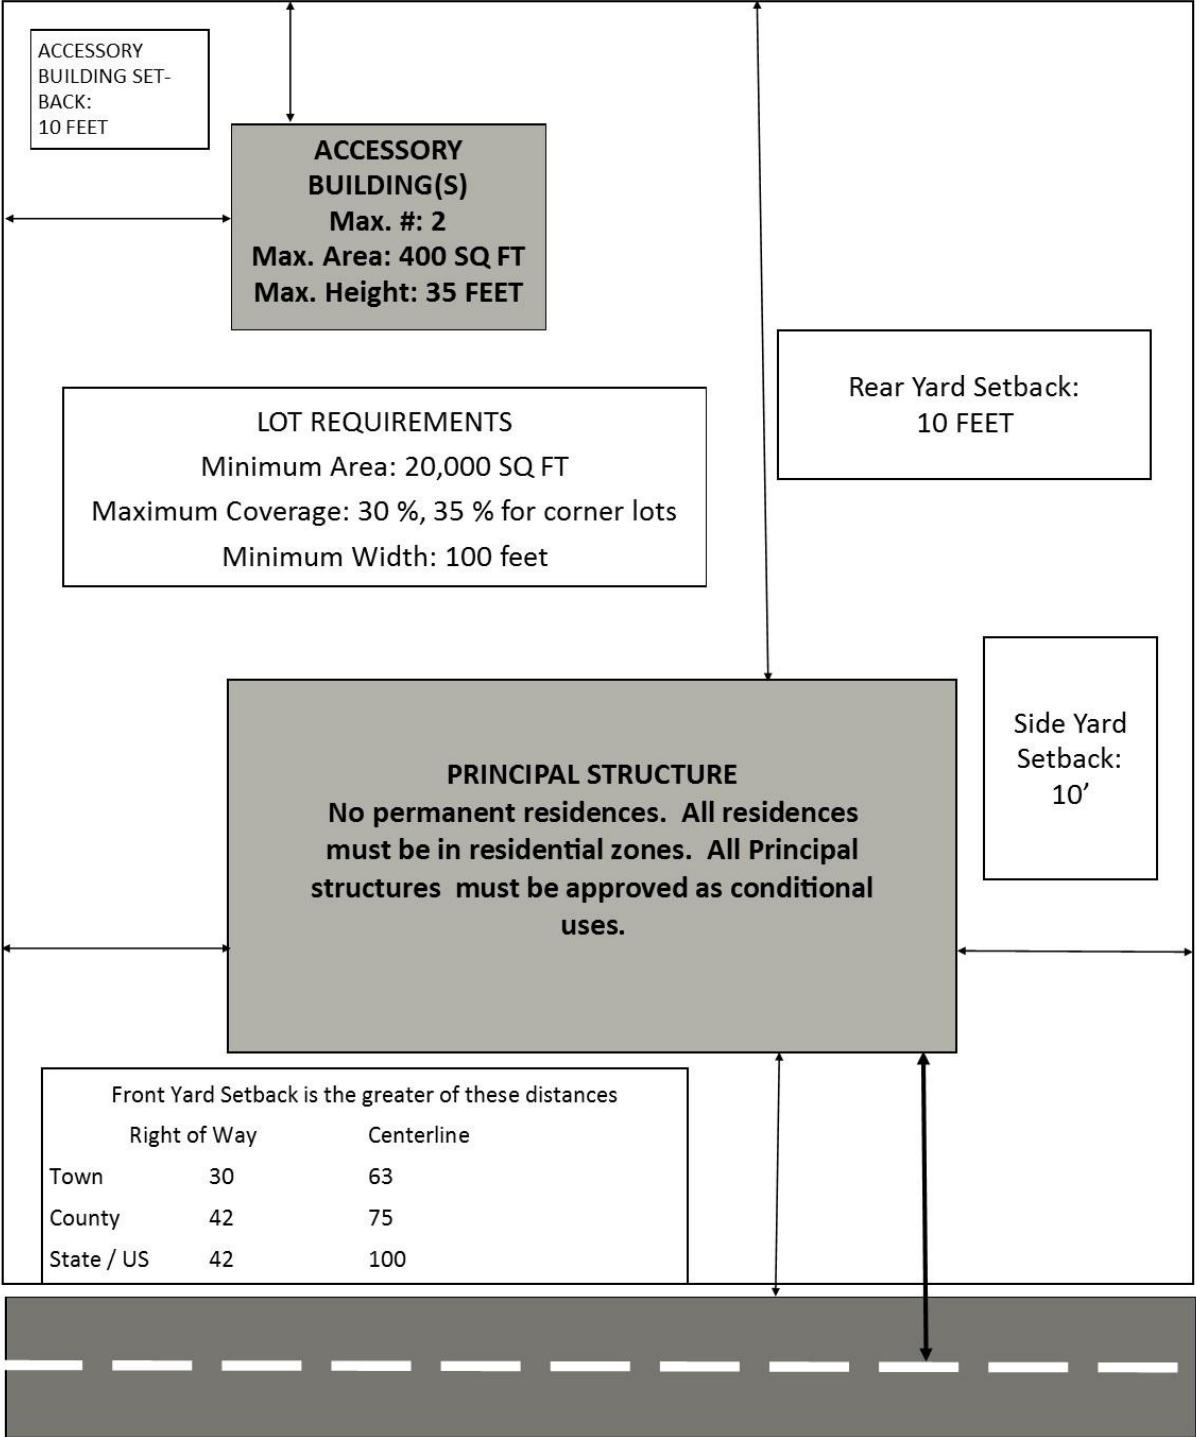 ACCESSORY
BUILDING SET-
BACK:
10 FEET
ACCESSORY
BUILDING(S)
Max. #: 2
Max. Area: 400 SQ FT
Max. Height: 35 FEET
Rear Yard Setback:
10 FEET
LOT REQUIREMENTS
Minimum Area: 20,000 SQ FT
Maximum Coverage: 30 %, 35 % for corner lots
Minimum Width: 100 feet
Side Yard
Setback:
10’
PRINCIPAL STRUCTURE
No permanent residences.  All residences
must be in residential zones.  All Principal
structures  must be approved as conditional
uses.
Front Yard Setback is the greater of these distances
Right of Way Centerline
Town 30 63
County 42 75
State / US 42 100